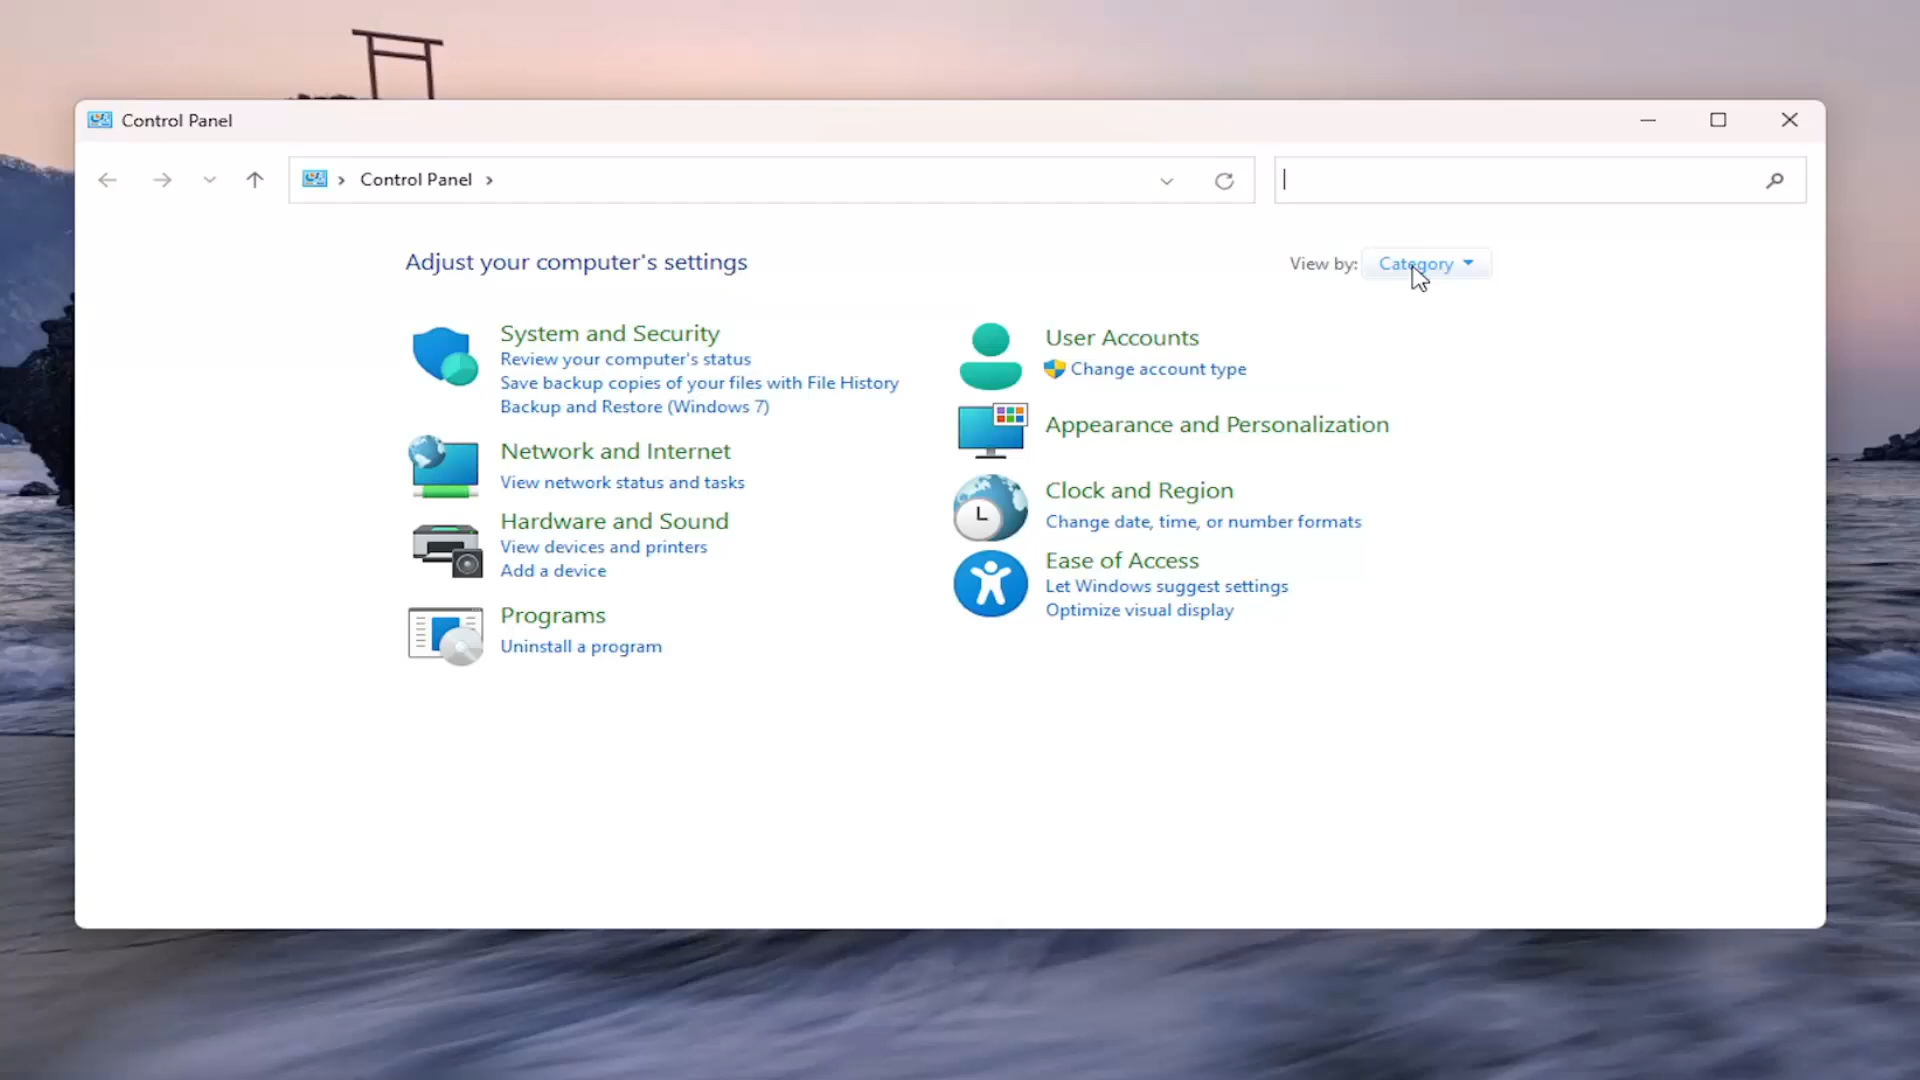 Control Panel
Control Panel
Adjust your computer's settings
View by: Category
System and Security
Review your computer's status
Save backup copies of your files with File History
Backup and Restore (Windows 7)
Network and Internet
View network status and tasks
Hardware and Sound
View devices and printers
Add a device
Programs
Uninstall a program
User Accounts
Change account type
Appearance and Personalization
Clock and Region
Change date, time, or number formats
Ease of Access
Let Windows suggest settings
Optimize visual display